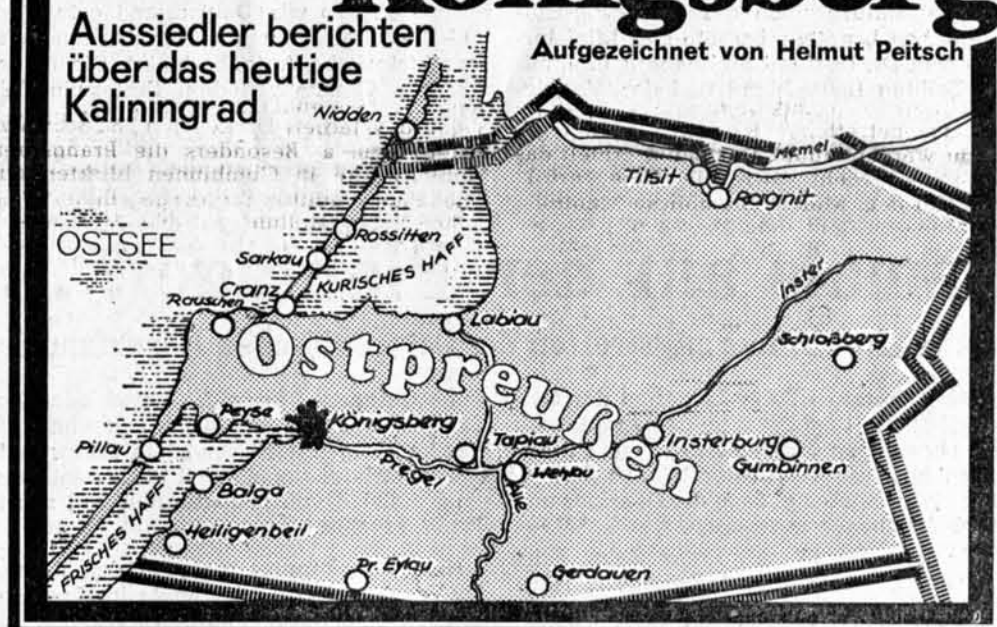 Königsberg
Aussiedler berichten
über das heutige
Kaliningrad
Aufgezeichnet von Helmut Peitsch
Nidden
Memel
Tilsit
Ragnit
OSTSEE
Rossitten
Sarkau
KURISCHES HAFF
Inster
Cranz
Rauschen
Labiau
Schloßberg
Ostpreußen
Peyse
Königsberg
Pillau
Tapiau
Insterburg
Pregel
Wehlau
Gumbinnen
Balga
FRISCHES HAFF
Heiligenbeil
Pr. Eylau
Gerdauen